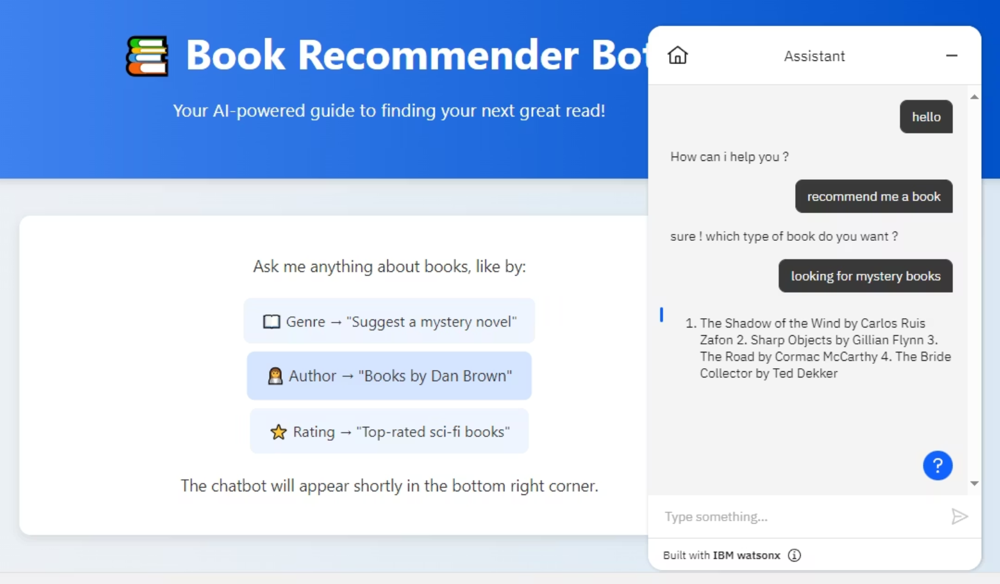 Book Recommender Bot
Your AI-powered guide to finding your next great read!
Ask me anything about books, like by:
Genre → "Suggest a mystery novel"
Author → "Books by Dan Brown"
Rating → "Top-rated sci-fi books"
The chatbot will appear shortly in the bottom right corner.
Assistant
hello
How can i help you ?
recommend me a book
sure ! which type of book do you want ?
looking for mystery books
1. The Shadow of the Wind by Carlos Ruis
Zafon 2. Sharp Objects by Gillian Flynn 3.
The Road by Cormac McCarthy 4. The Bride
Collector by Ted Dekker
?
Type something...
Built with IBM watsonx